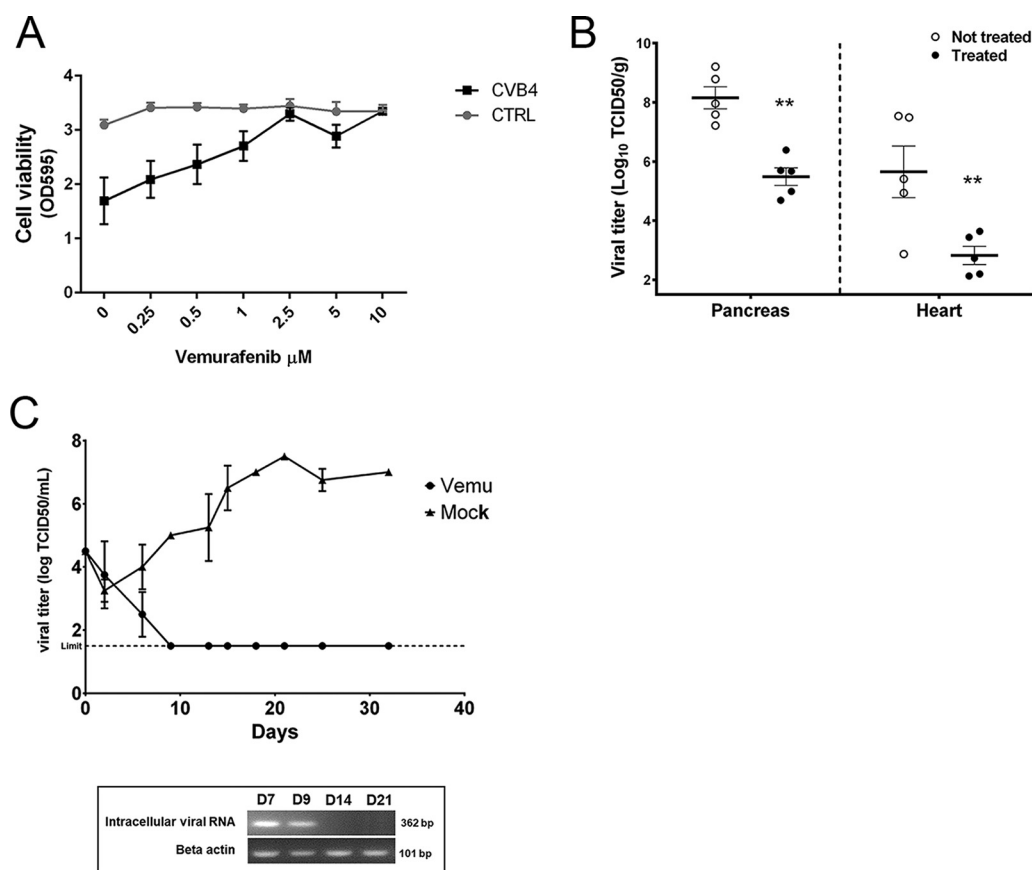 A
4
3
2
1
0
Cell viability
(OD595)
0
0.25
0.5
1
2.5
5
10
Vemurafenib μM
CVB4
CTRL
B
10
8
6
4
2
Viral titer (Log10 TCID50/g)
**
**
Pancreas
Heart
Not treated
Treated
C
8
6
4
2
0
viral titer (log TCID50/mL)
Limit
0
10
20
30
40
Days
Vemu
Mock
D7 D9 D14 D21
Intracellular viral RNA
362 bp
Beta actin
101 bp